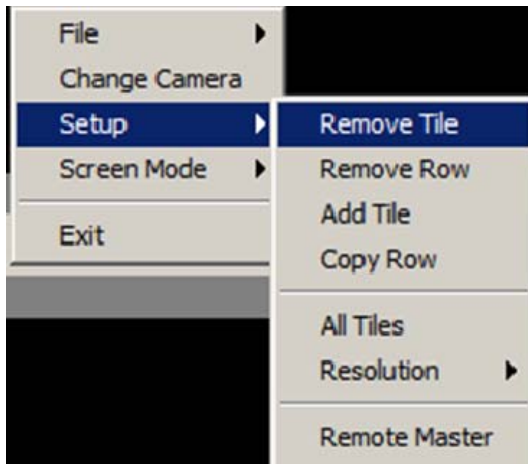 File
Change Camera
Setup
Screen Mode
Exit
Remove Tile
Remove Row
Add Tile
Copy Row
All Tiles
Resolution
Remote Master